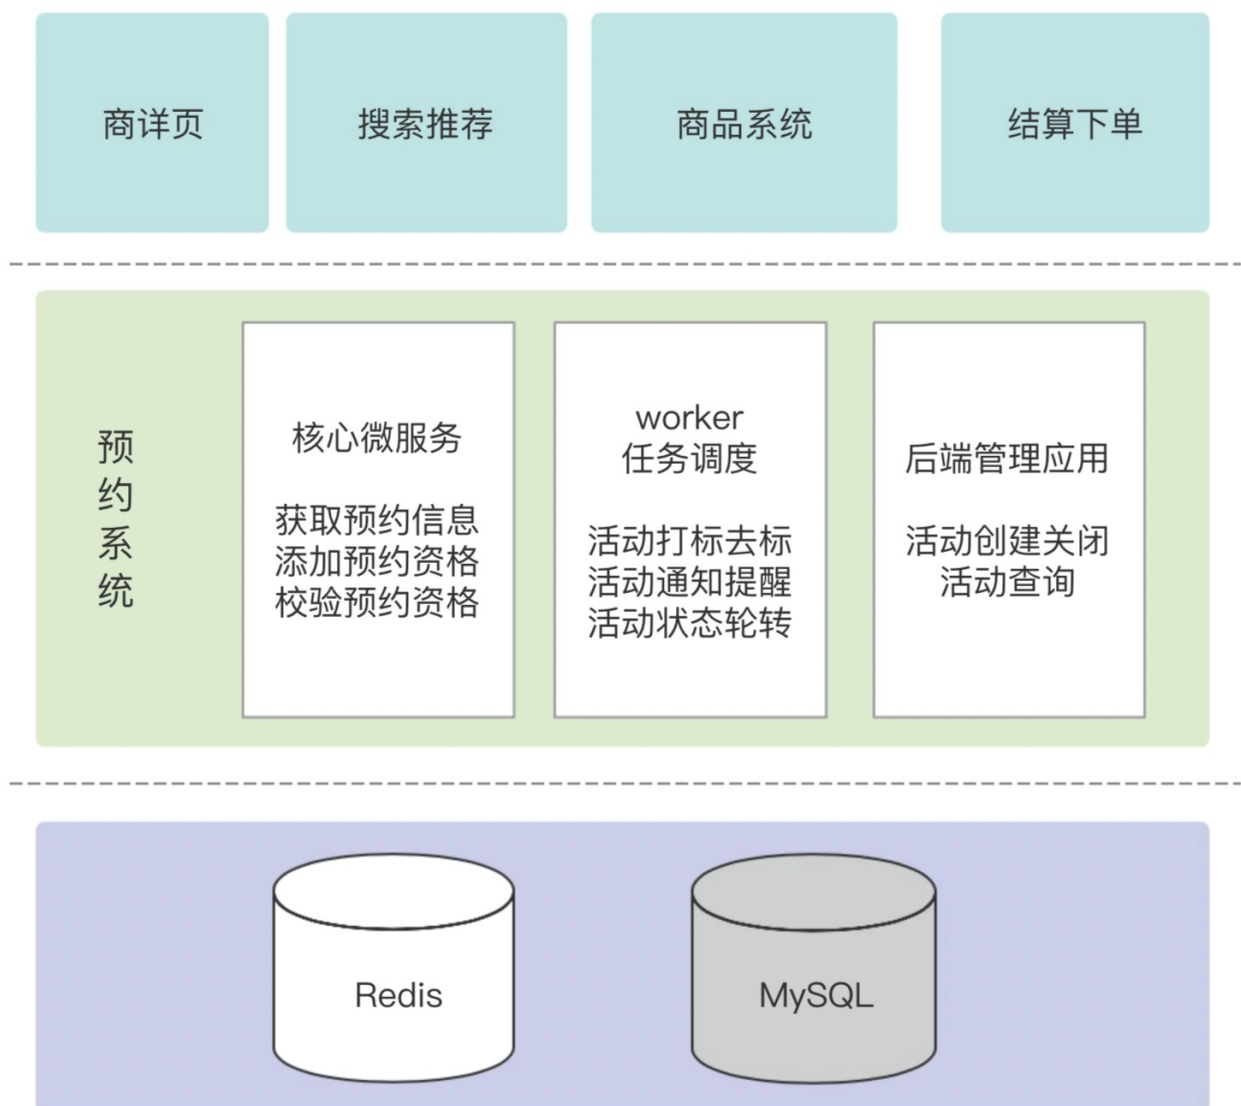 商详页
搜索推荐
商品系统
结算下单
预
约
系
统
核心微服务
获取预约信息
添加预约资格
校验预约资格
worker
任务调度
活动打标去标
活动通知提醒
活动状态轮转
后端管理应用
活动创建关闭
活动查询
Redis
MySQL